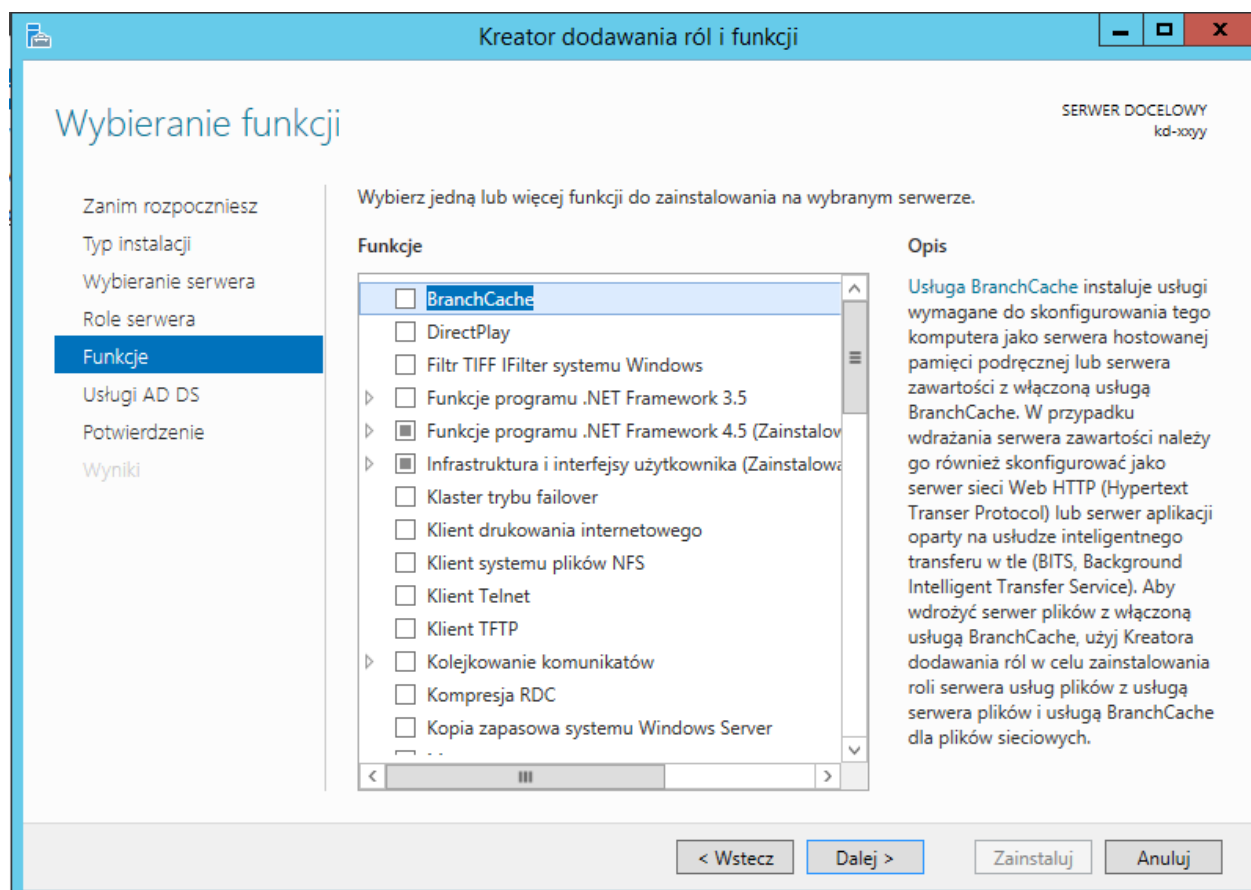 Kreator dodawania ról i funkcji
Wybieranie funkcji
SERWER DOCELOWY
kd-xxyy
Zanim rozpoczniesz
Typ instalacji
Wybieranie serwera
Role serwera
Funkcje
Usługi AD DS
Potwierdzenie
Wyniki
Wybierz jedną lub więcej funkcji do zainstalowania na wybranym serwerze.
Funkcje
BranchCache
DirectPlay
Filtr TIFF IFilter systemu Windows
Funkcje programu .NET Framework 3.5
Funkcje programu .NET Framework 4.5 (Zainstalow
Infrastruktura i interfejsy użytkownika (Zainstalowa
Klaster trybu failover
Klient drukowania internetowego
Klient systemu plików NFS
Klient Telnet
Klient TFTP
Kolejkowanie komunikatów
Kompresja RDC
Kopia zapasowa systemu Windows Server
Opis
Usługa BranchCache instaluje usługi
wymagane do skonfigurowania tego
komputera jako serwera hostowanej
pamięci podręcznej lub serwera
zawartości z włączoną usługą
BranchCache. W przypadku
wdrażania serwera zawartości należy
go również skonfigurować jako
serwer sieci Web HTTP (Hypertext
Transer Protocol) lub serwer aplikacji
oparty na usłudze inteligentnego
transferu w tle (BITS, Background
Intelligent Transfer Service). Aby
wdrożyć serwer plików z włączoną
usługą BranchCache, użyj Kreatora
dodawania ról w celu zainstalowania
roli serwera usług plików z usługą
serwera plików i usługą BranchCache
dla plików sieciowych.
< Wstecz
Dalej >
Zainstaluj
Anuluj